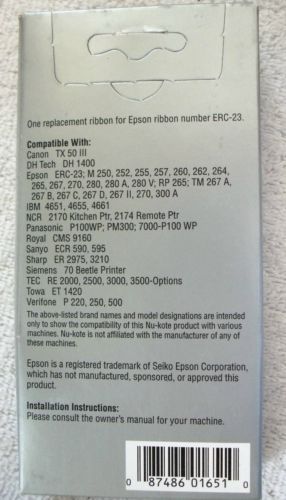 One replacement ribbon for Epson ribbon number ERC-23.
Compatible With:
Canon TX 50 III
DH Tech DH 1400
Epson ERC-23; M 250, 252, 255, 257, 260, 262, 264,
265, 267, 270, 280, 280 A, 280 V; RP 265; TM 267 A,
267 B, 267 C, 267 D, 267 II, 270, 300 A
IBM 4651, 4655, 4661
NCR 2170 Kitchen Ptr, 2174 Remote Ptr
Panasonic P100WP; PM300; 7000-P100 WP
Royal CMS 9160
Sanyo ECR 590, 595
Sharp ER 2975, 3210
Siemens 70 Beetle Printer
TEC RE 2500, 3000, 3500-Options
Towa ET 1420
Verifone P 220, 250, 500
The above-listed brand names and model designations are intended
only to show the compatibility of this Nu-kote product with various
machines. Nu-kote is not affiliated with the manufacturer of any of
these machines.
Epson is a registered trademark of Seiko Epson Corporation,
which has not manufactured, sponsored, or approved this
product.
Installation Instructions:
Please consult the owner's manual for your machine.
0 87486 01651 0